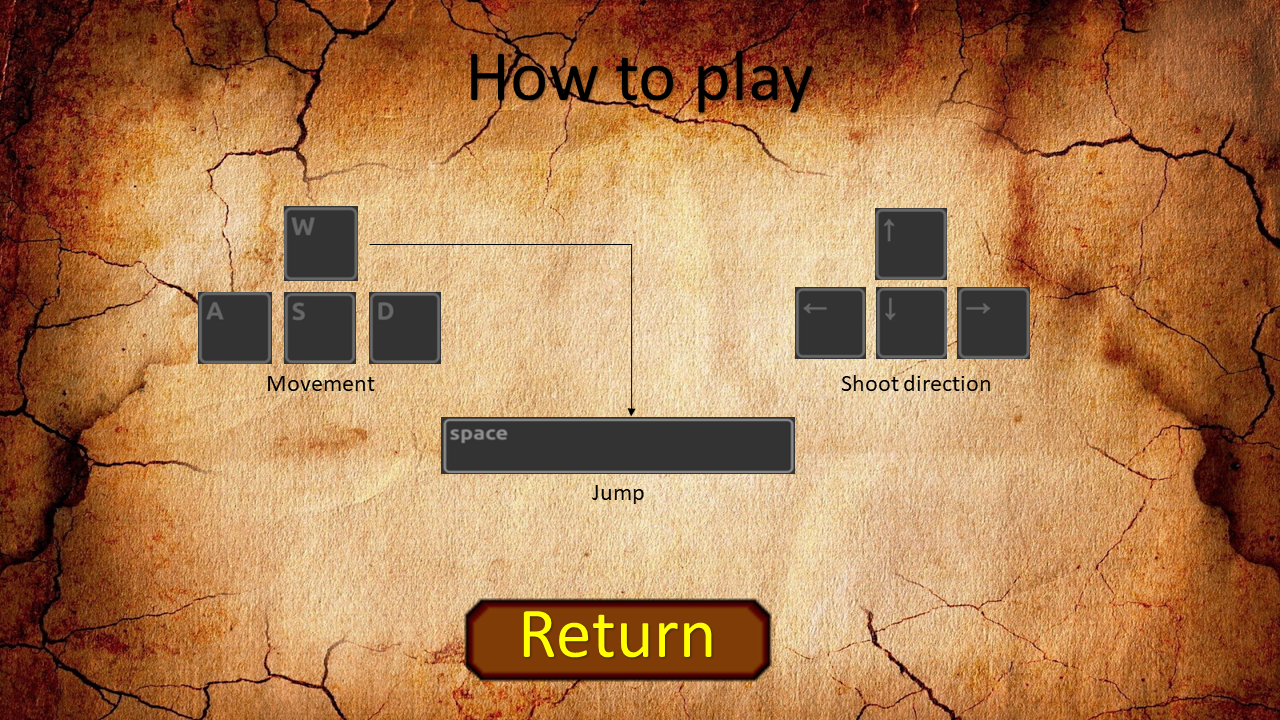 How to play
W
↑
A S D
← ↓ →
Movement
Shoot direction
space
Jump
Return